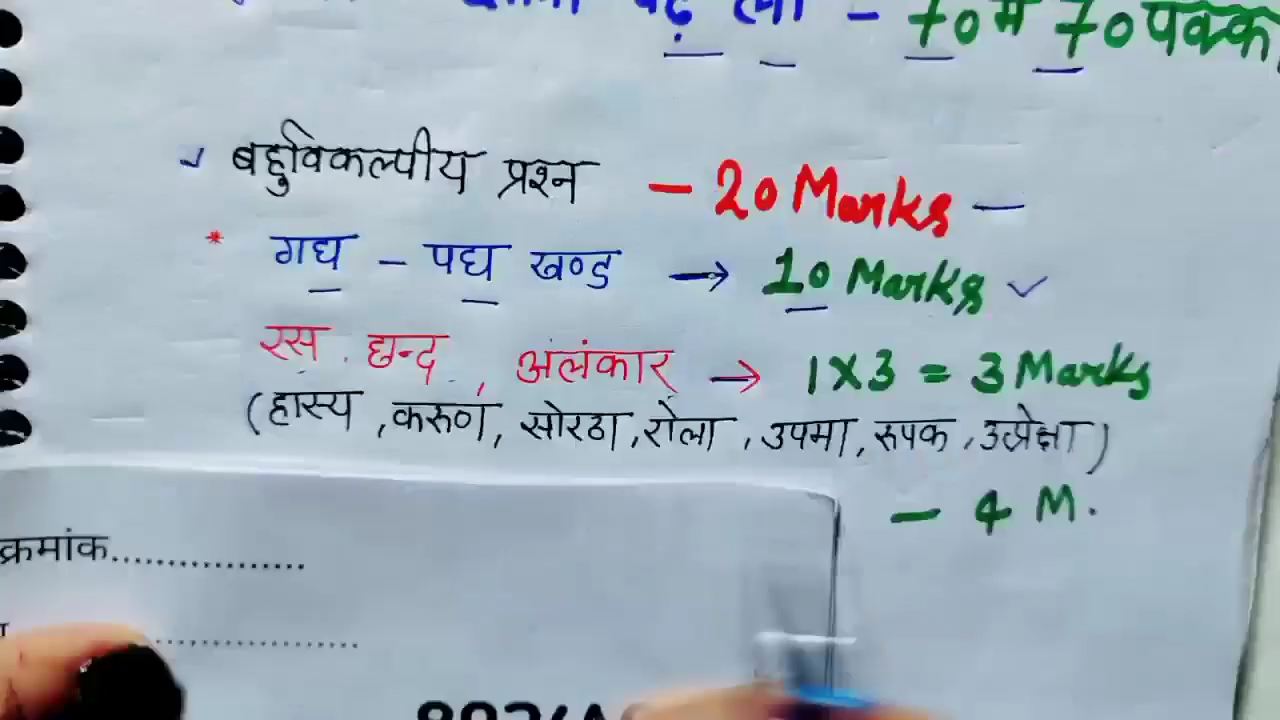 पढ़ लो – 70 में 70 पक्का
बहुविकल्पीय प्रश्न – 20 Marks –
* गद्य – पद्य खण्ड → 10 Marks ✓
रस . छन्द , अलंकार → 1X3 = 3 Marks
(हास्य , करुण, सोरठा, रोला , उपमा, रूपक , उत्प्रेक्षा )
– 4 M.
क्रमांक..................